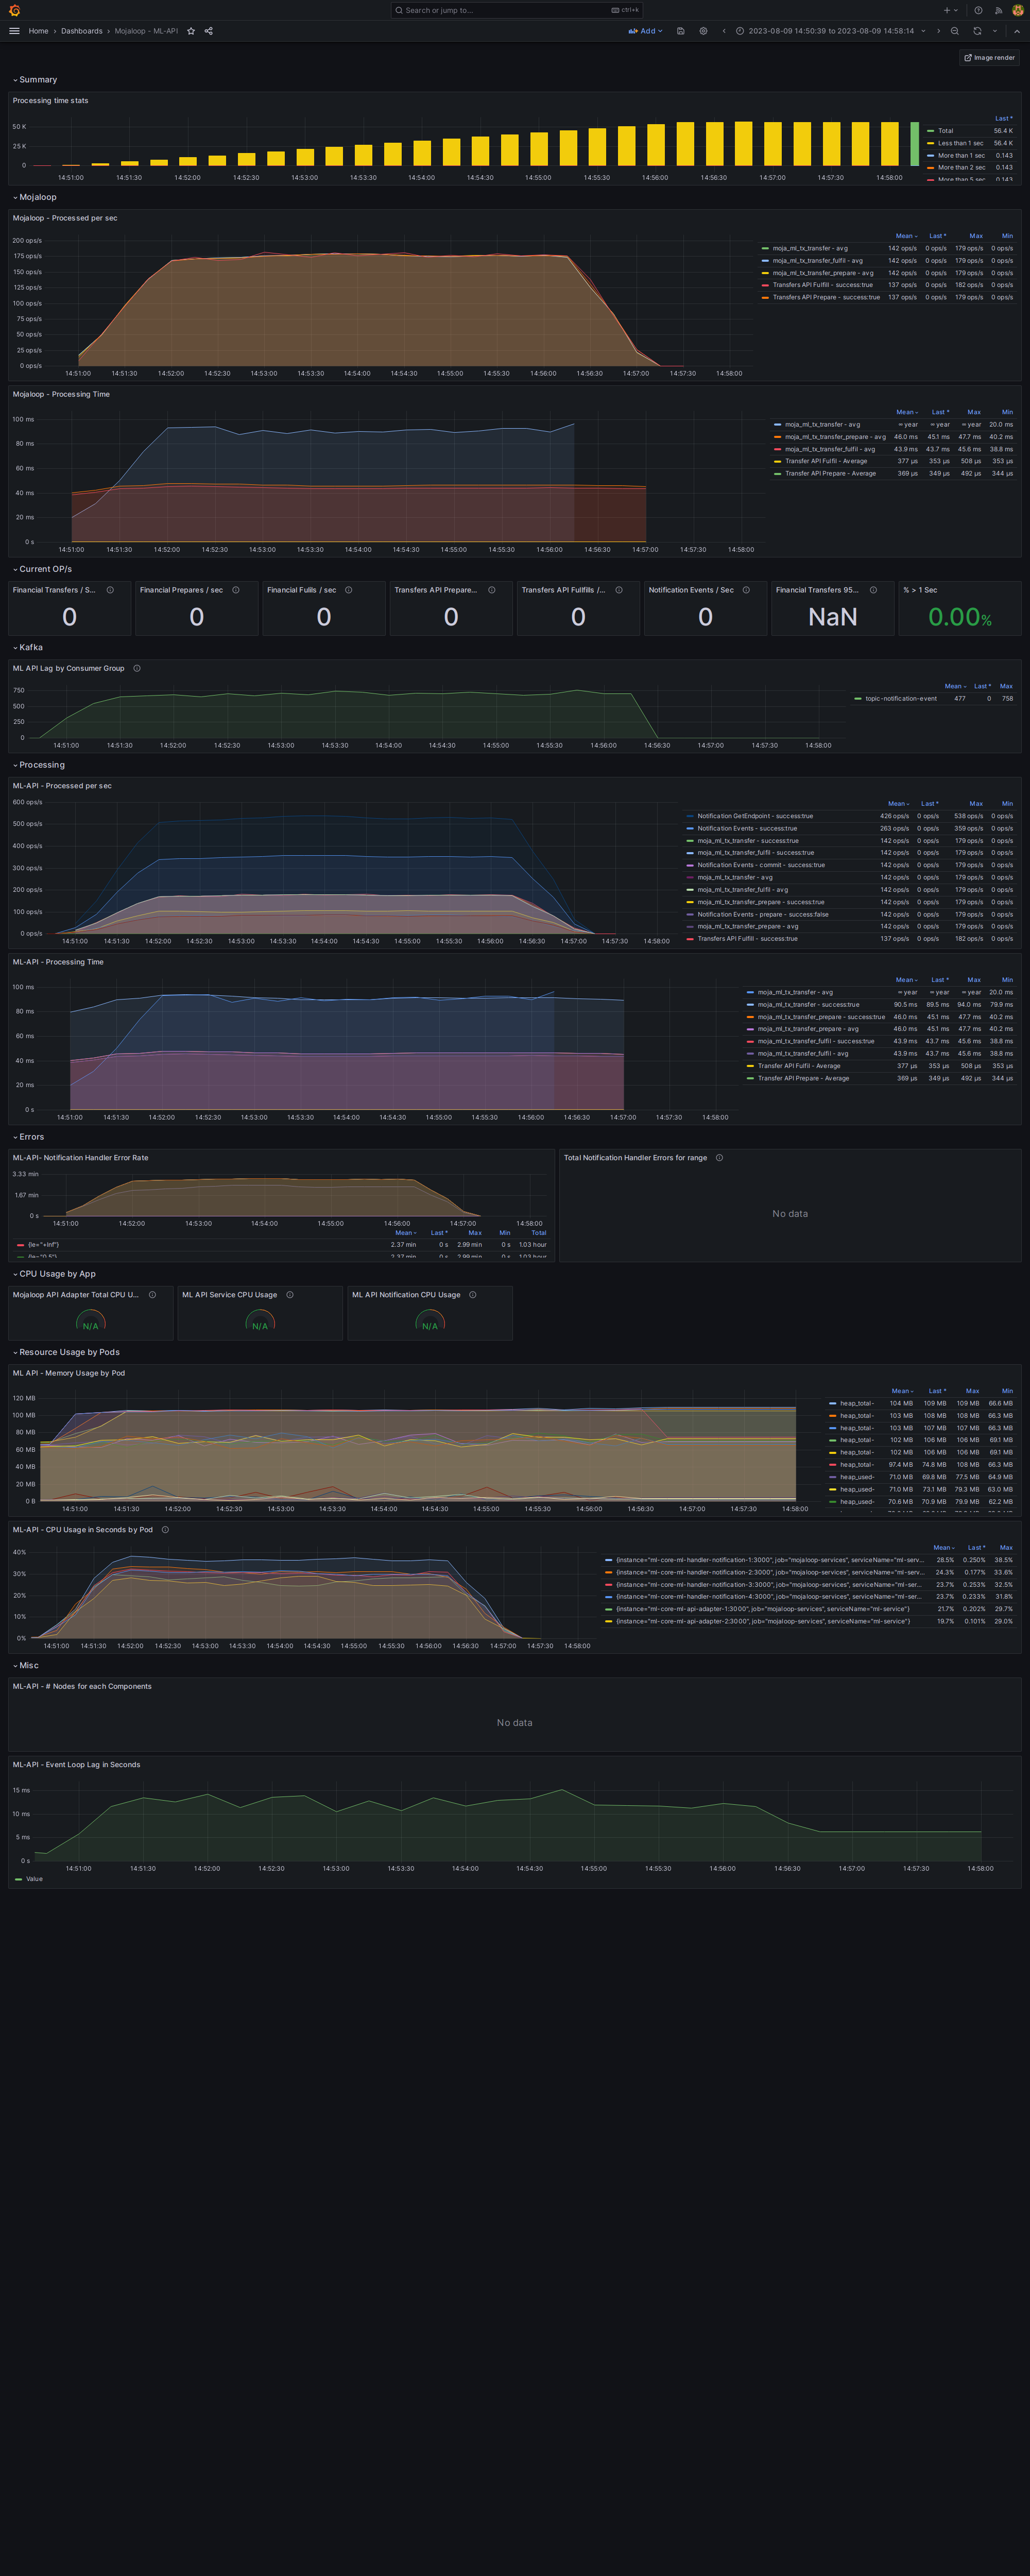 Search or jump to... ctrl+k
Home › Dashboards › Mojaloop - ML-API Add 2023-08-09 14:50:39 to 2023-08-09 14:58:14
Image render
Summary
Processing time stats
50 K
25 K
0
14:51:00 14:51:30 14:52:00 14:52:30 14:53:00 14:53:30 14:54:00 14:54:30 14:55:00 14:55:30 14:56:00 14:56:30 14:57:00 14:57:30 14:58:00
Last *
Total 56.4 K
Less than 1 sec 56.4 K
More than 1 sec 0.143
More than 2 sec 0.143
More than 5 sec 0.143
Mojaloop
Mojaloop - Processed per sec
200 ops/s
175 ops/s
150 ops/s
125 ops/s
100 ops/s
75 ops/s
50 ops/s
25 ops/s
0 ops/s
14:51:00 14:51:30 14:52:00 14:52:30 14:53:00 14:53:30 14:54:00 14:54:30 14:55:00 14:55:30 14:56:00 14:56:30 14:57:00 14:57:30 14:58:00
Mean Last * Max Min
moja_ml_tx_transfer - avg 142 ops/s 0 ops/s 179 ops/s 0 ops/s
moja_ml_tx_transfer_fulfil - avg 142 ops/s 0 ops/s 179 ops/s 0 ops/s
moja_ml_tx_transfer_prepare - avg 142 ops/s 0 ops/s 179 ops/s 0 ops/s
Transfers API Fulfill - success:true 137 ops/s 0 ops/s 182 ops/s 0 ops/s
Transfers API Prepare - success:true 137 ops/s 0 ops/s 179 ops/s 0 ops/s
Mojaloop - Processing Time
100 ms
80 ms
60 ms
40 ms
20 ms
0 s
14:51:00 14:51:30 14:52:00 14:52:30 14:53:00 14:53:30 14:54:00 14:54:30 14:55:00 14:55:30 14:56:00 14:56:30 14:57:00 14:57:30 14:58:00
Mean Last * Max Min
moja_ml_tx_transfer - avg ∞ year ∞ year ∞ year 20.0 ms
moja_ml_tx_transfer_prepare - avg 46.0 ms 45.1 ms 47.7 ms 40.2 ms
moja_ml_tx_transfer_fulfil - avg 43.9 ms 43.7 ms 45.6 ms 38.8 ms
Transfer API Fulfil - Average 377 µs 353 µs 508 µs 353 µs
Transfer API Prepare - Average 369 µs 349 µs 492 µs 344 µs
Current OP/s
Financial Transfers / S... Financial Prepares / sec Financial Fulils / sec Transfers API Prepare... Transfers API Fullfills /... Notification Events / Sec Financial Transfers 95... % > 1 Sec
0 0 0 0 0 0 NaN 0.00%
Kafka
ML API Lag by Consumer Group
750
500
250
0
14:51:00 14:51:30 14:52:00 14:52:30 14:53:00 14:53:30 14:54:00 14:54:30 14:55:00 14:55:30 14:56:00 14:56:30 14:57:00 14:57:30 14:58:00
Mean Last * Max
topic-notification-event 477 0 758
Processing
ML-API - Processed per sec
600 ops/s
500 ops/s
400 ops/s
300 ops/s
200 ops/s
100 ops/s
0 ops/s
14:51:00 14:51:30 14:52:00 14:52:30 14:53:00 14:53:30 14:54:00 14:54:30 14:55:00 14:55:30 14:56:00 14:56:30 14:57:00 14:57:30 14:58:00
Mean Last * Max Min
Notification GetEndpoint - success:true 426 ops/s 0 ops/s 538 ops/s 0 ops/s
Notification Events - success:true 263 ops/s 0 ops/s 359 ops/s 0 ops/s
moja_ml_tx_transfer - success:true 142 ops/s 0 ops/s 179 ops/s 0 ops/s
moja_ml_tx_transfer_fulfil - success:true 142 ops/s 0 ops/s 179 ops/s 0 ops/s
Notification Events - commit - success:true 142 ops/s 0 ops/s 179 ops/s 0 ops/s
moja_ml_tx_transfer - avg 142 ops/s 0 ops/s 179 ops/s 0 ops/s
moja_ml_tx_transfer_fulfil - avg 142 ops/s 0 ops/s 179 ops/s 0 ops/s
moja_ml_tx_transfer_prepare - success:true 142 ops/s 0 ops/s 179 ops/s 0 ops/s
Notification Events - prepare - success:false 142 ops/s 0 ops/s 179 ops/s 0 ops/s
moja_ml_tx_transfer_prepare - avg 142 ops/s 0 ops/s 179 ops/s 0 ops/s
Transfers API Fulfill - success:true 137 ops/s 0 ops/s 182 ops/s 0 ops/s
ML-API - Processing Time
100 ms
80 ms
60 ms
40 ms
20 ms
0 s
14:51:00 14:51:30 14:52:00 14:52:30 14:53:00 14:53:30 14:54:00 14:54:30 14:55:00 14:55:30 14:56:00 14:56:30 14:57:00 14:57:30 14:58:00
Mean Last * Max Min
moja_ml_tx_transfer - avg ∞ year ∞ year ∞ year 20.0 ms
moja_ml_tx_transfer - success:true 90.5 ms 89.5 ms 94.0 ms 79.9 ms
moja_ml_tx_transfer_prepare - success:true 46.0 ms 45.1 ms 47.7 ms 40.2 ms
moja_ml_tx_transfer_prepare - avg 46.0 ms 45.1 ms 47.7 ms 40.2 ms
moja_ml_tx_transfer_fulfil - success:true 43.9 ms 43.7 ms 45.6 ms 38.8 ms
moja_ml_tx_transfer_fulfil - avg 43.9 ms 43.7 ms 45.6 ms 38.8 ms
Transfer API Fulfil - Average 377 µs 353 µs 508 µs 353 µs
Transfer API Prepare - Average 369 µs 349 µs 492 µs 344 µs
Errors
ML-API- Notification Handler Error Rate
3.33 min
1.67 min
0 s
14:51:00 14:52:00 14:53:00 14:54:00 14:55:00 14:56:00 14:57:00 14:58:00
Mean Last * Max Min Total
{le="+Inf"} 2.37 min 0 s 2.99 min 0 s 1.03 hour
{le="0.5"} 2.37 min 0 s 2.99 min 0 s 1.03 hour
Total Notification Handler Errors for range
No data
CPU Usage by App
Mojaloop API Adapter Total CPU U... ML API Service CPU Usage ML API Notification CPU Usage
N/A N/A N/A
Resource Usage by Pods
ML API - Memory Usage by Pod
120 MB
100 MB
80 MB
60 MB
40 MB
20 MB
0 B
14:51:00 14:51:30 14:52:00 14:52:30 14:53:00 14:53:30 14:54:00 14:54:30 14:55:00 14:55:30 14:56:00 14:56:30 14:57:00 14:57:30 14:58:00
Mean Last * Max Min
heap_total- 104 MB 109 MB 109 MB 66.6 MB
heap_total- 103 MB 108 MB 108 MB 66.3 MB
heap_total- 103 MB 107 MB 107 MB 66.3 MB
heap_total- 102 MB 106 MB 106 MB 69.1 MB
heap_total- 102 MB 106 MB 106 MB 69.1 MB
heap_total- 97.4 MB 74.8 MB 108 MB 66.3 MB
heap_used- 71.0 MB 69.8 MB 77.5 MB 64.9 MB
heap_used- 71.0 MB 73.1 MB 79.3 MB 63.0 MB
heap_used- 70.6 MB 70.9 MB 79.9 MB 62.2 MB
ML-API - CPU Usage in Seconds by Pod
40%
30%
20%
10%
0%
14:51:00 14:51:30 14:52:00 14:52:30 14:53:00 14:53:30 14:54:00 14:54:30 14:55:00 14:55:30 14:56:00 14:56:30 14:57:00 14:57:30 14:58:00
Mean Last * Max
{instance="ml-core-ml-handler-notification-1:3000", job="mojaloop-services", serviceName="ml-serv... 28.5% 0.250% 38.5%
{instance="ml-core-ml-handler-notification-2:3000", job="mojaloop-services", serviceName="ml-serv... 24.3% 0.177% 33.6%
{instance="ml-core-ml-handler-notification-3:3000", job="mojaloop-services", serviceName="ml-ser... 23.7% 0.253% 32.5%
{instance="ml-core-ml-handler-notification-4:3000", job="mojaloop-services", serviceName="ml-ser... 23.7% 0.233% 31.8%
{instance="ml-core-ml-api-adapter-1:3000", job="mojaloop-services", serviceName="ml-service"} 21.7% 0.202% 29.7%
{instance="ml-core-ml-api-adapter-2:3000", job="mojaloop-services", serviceName="ml-service"} 19.7% 0.101% 29.0%
Misc
ML-API - # Nodes for each Components
No data
ML-API - Event Loop Lag in Seconds
15 ms
10 ms
5 ms
0 s
14:51:00 14:51:30 14:52:00 14:52:30 14:53:00 14:53:30 14:54:00 14:54:30 14:55:00 14:55:30 14:56:00 14:56:30 14:57:00 14:57:30 14:58:00
Value